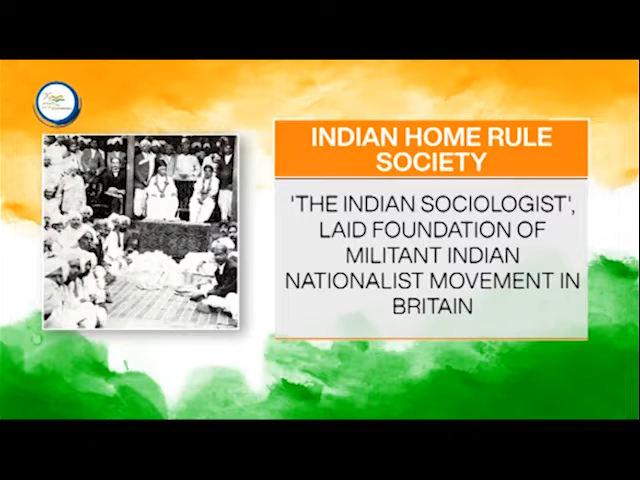 INDIAN HOME RULE
SOCIETY
'THE INDIAN SOCIOLOGIST',
LAID FOUNDATION OF
MILITANT INDIAN
NATIONALIST MOVEMENT IN
BRITAIN